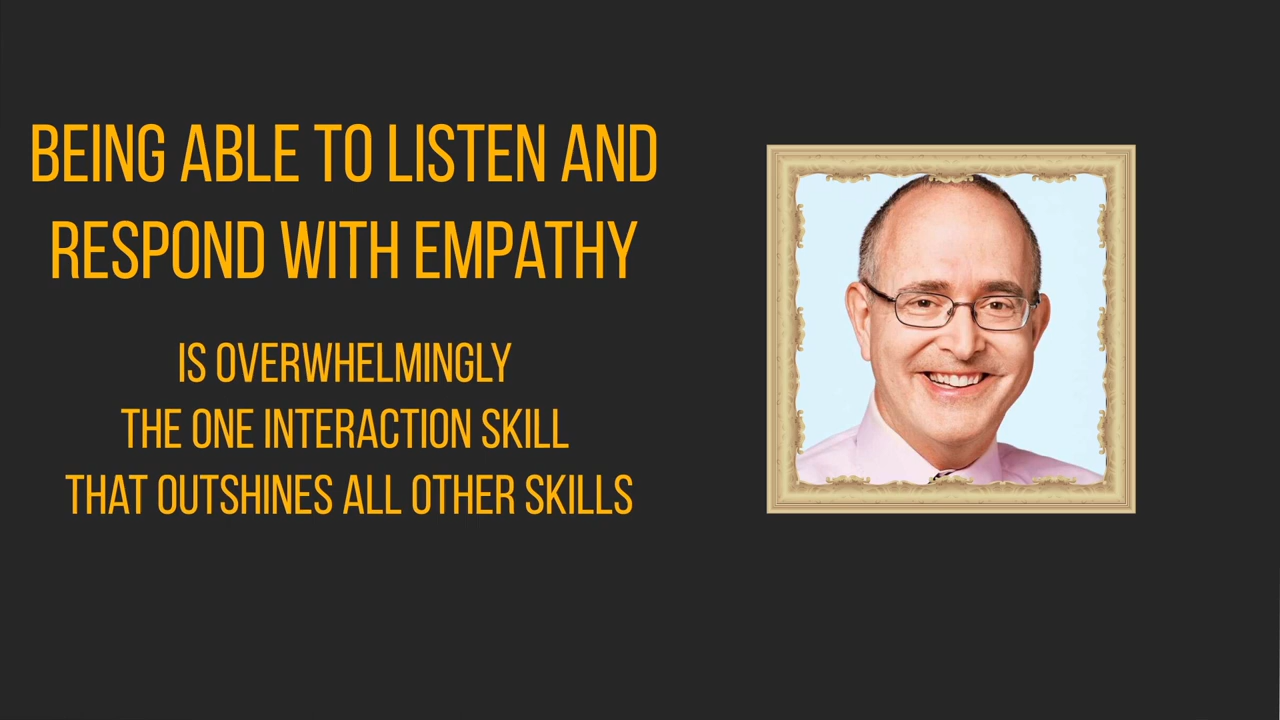 BEING ABLE TO LISTEN AND
RESPOND WITH EMPATHY
IS OVERWHELMINGLY
THE ONE INTERACTION SKILL
THAT OUTSHINES ALL OTHER SKILLS